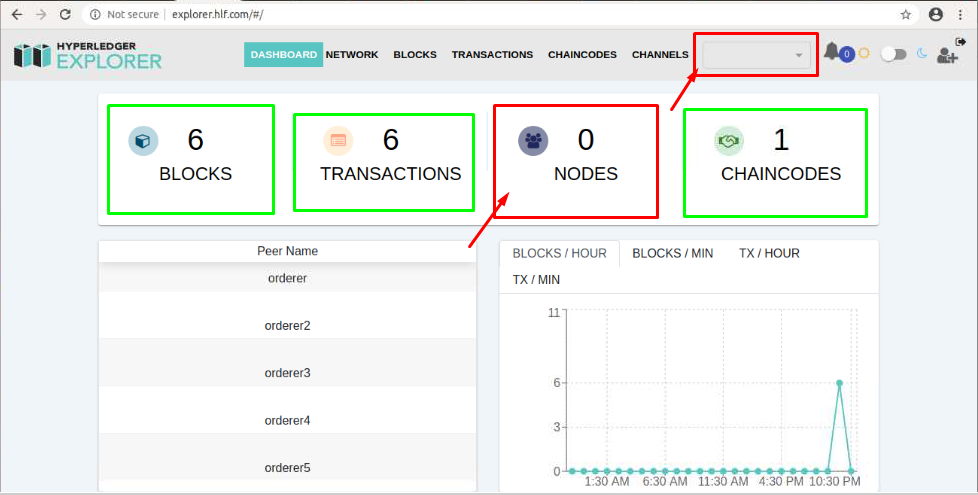 Not secure | explorer.hlf.com/#/
HYPERLEDGER
EXPLORER
DASHBOARD NETWORK BLOCKS TRANSACTIONS CHAINCODES CHANNELS
0
6
BLOCKS
6
TRANSACTIONS
0
NODES
1
CHAINCODES
Peer Name
orderer
orderer2
orderer3
orderer4
orderer5
BLOCKS / HOUR BLOCKS / MIN TX / HOUR
TX / MIN
11
6
3
0
1:30 AM 6:30 AM 11:30 AM 4:30 PM 10:30 PM